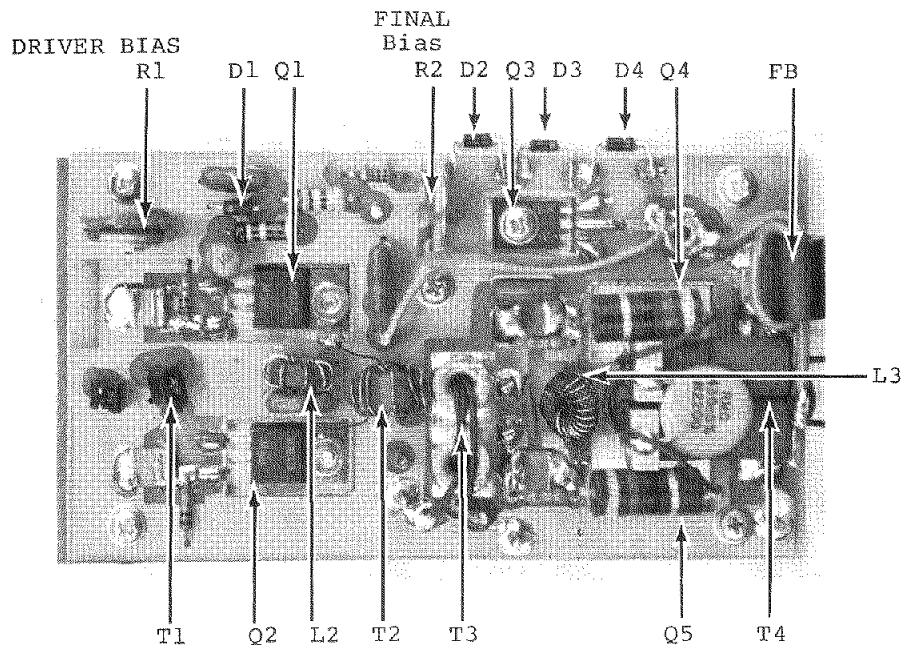 FINAL
DRIVER BIAS Bias
R1 D1 Q1 R2 D2 Q3 D3 D4 Q4 FB
L3
T1 Q2 L2 T2 T3 Q5 T4